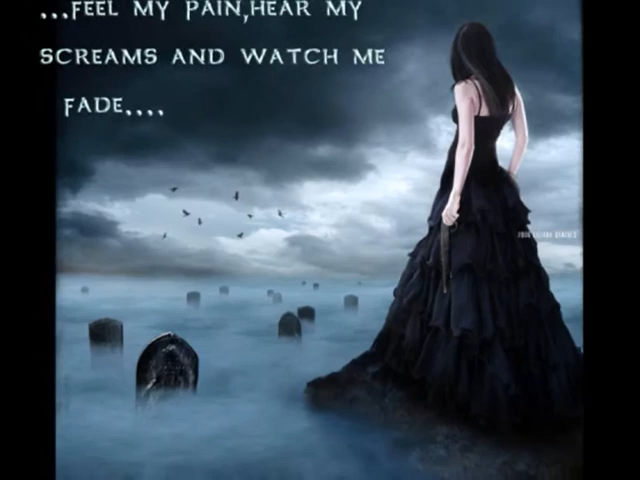 ...FEEL MY PAIN,HEAR MY
SCREAMS AND WATCH ME
FADE....